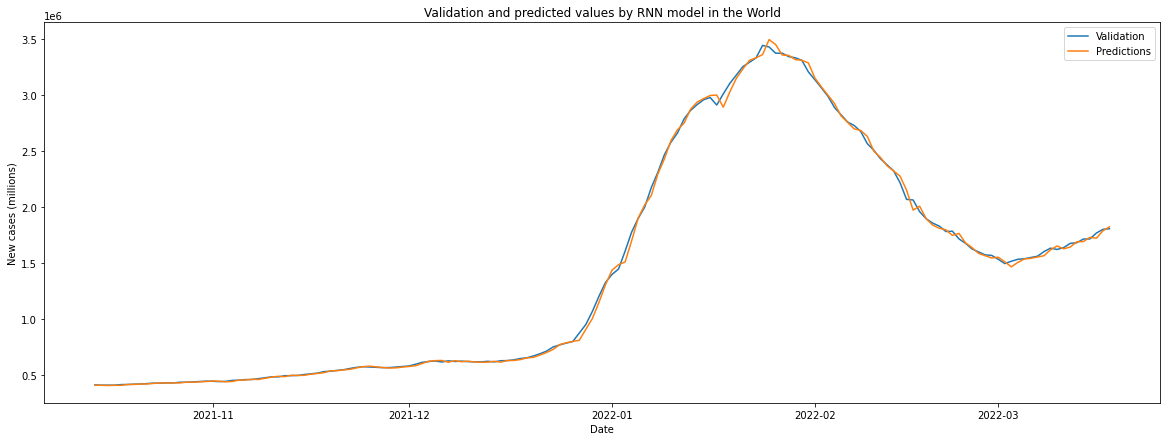 Validation and predicted values by RNN model in the World
1e6
Validation
Predictions
3.5
3.0
2.5
2.0
1.5
1.0
0.5
New cases (millions)
2021-11
2021-12
2022-01
2022-02
2022-03
Date